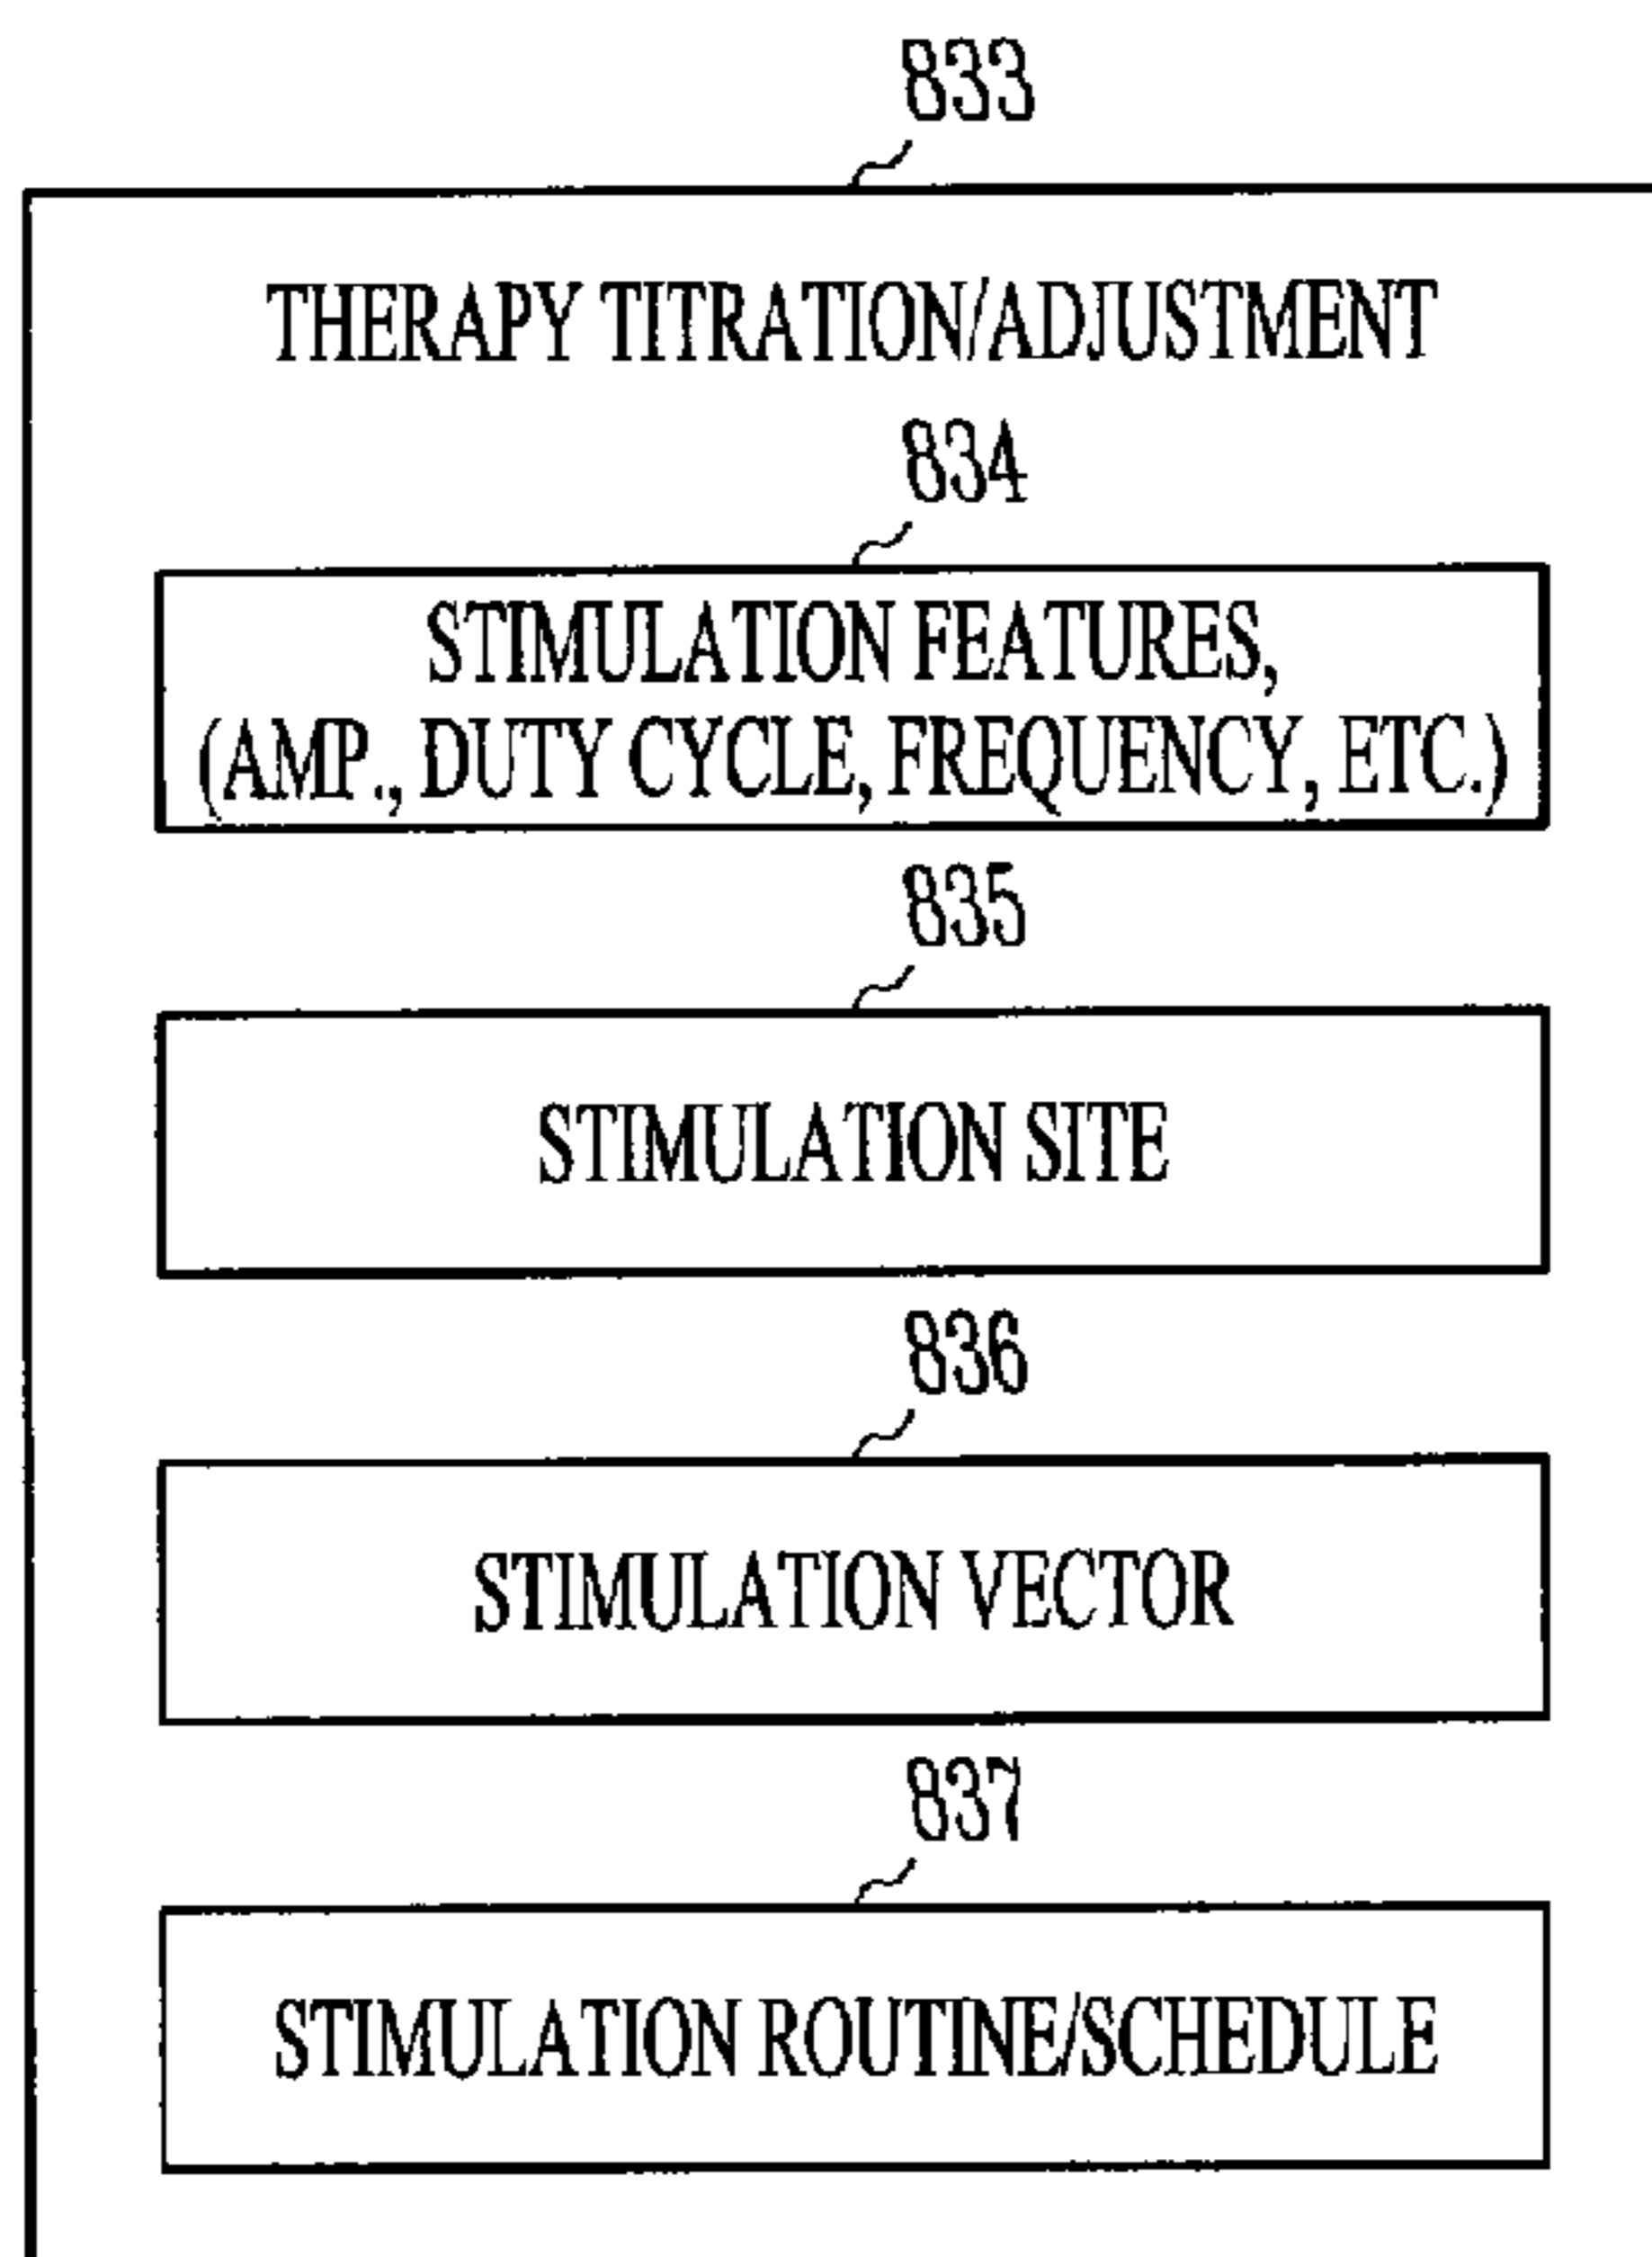 833
THERAPY TITRATION/ADJUSTMENT
834
STIMULATION FEATURES,
(AMP., DUTY CYCLE, FREQUENCY, ETC.)
835
STIMULATION SITE
836
STIMULATION VECTOR
837
STIMULATION ROUTINE/SCHEDULE